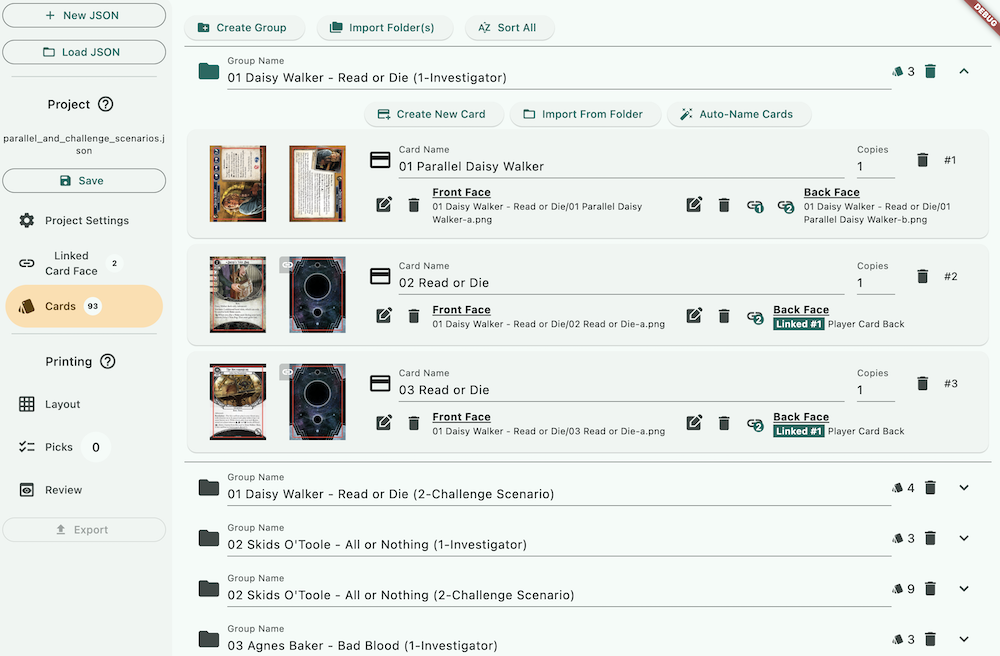 New JSON
Load JSON
Project
parallel_and_challenge_scenarios.j
son
Save
Project Settings
Linked
Card Face
2
Cards 93
Printing
Layout
Picks 0
Review
Export
Create Group
Import Folder(s)
AZ Sort All
DEBUG
Group Name
01 Daisy Walker - Read or Die (1-Investigator)
3
Create New Card
Import From Folder
Auto-Name Cards
Card Name
01 Parallel Daisy Walker
Copies
1
#1
Front Face
01 Daisy Walker - Read or Die/01 Parallel Daisy
Walker-a.png
1
2
Back Face
01 Daisy Walker - Read or Die/01
Parallel Daisy Walker-b.png
Card Name
02 Read or Die
Copies
1
#2
Front Face
01 Daisy Walker - Read or Die/02 Read or Die-a.png
2
Back Face
Linked #1 Player Card Back
Card Name
03 Read or Die
Copies
1
#3
Front Face
01 Daisy Walker - Read or Die/03 Read or Die-a.png
2
Back Face
Linked #1 Player Card Back
Group Name
01 Daisy Walker - Read or Die (2-Challenge Scenario)
4
Group Name
02 Skids O'Toole - All or Nothing (1-Investigator)
3
Group Name
02 Skids O'Toole - All or Nothing (2-Challenge Scenario)
9
Group Name
03 Agnes Baker - Bad Blood (1-Investigator)
3